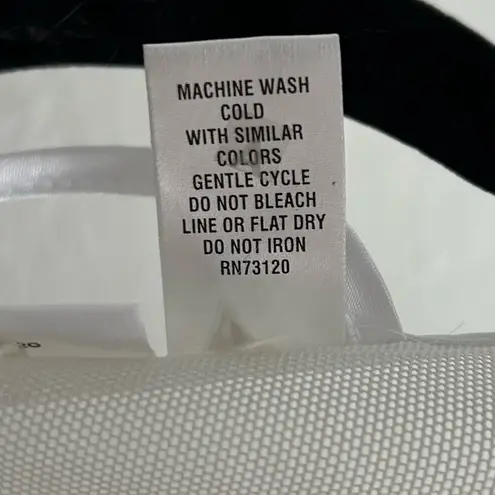 MACHINE WASH
COLD
WITH SIMILAR
COLORS
GENTLE CYCLE
DO NOT BLEACH
LINE OR FLAT DRY
DO NOT IRON
RN73120